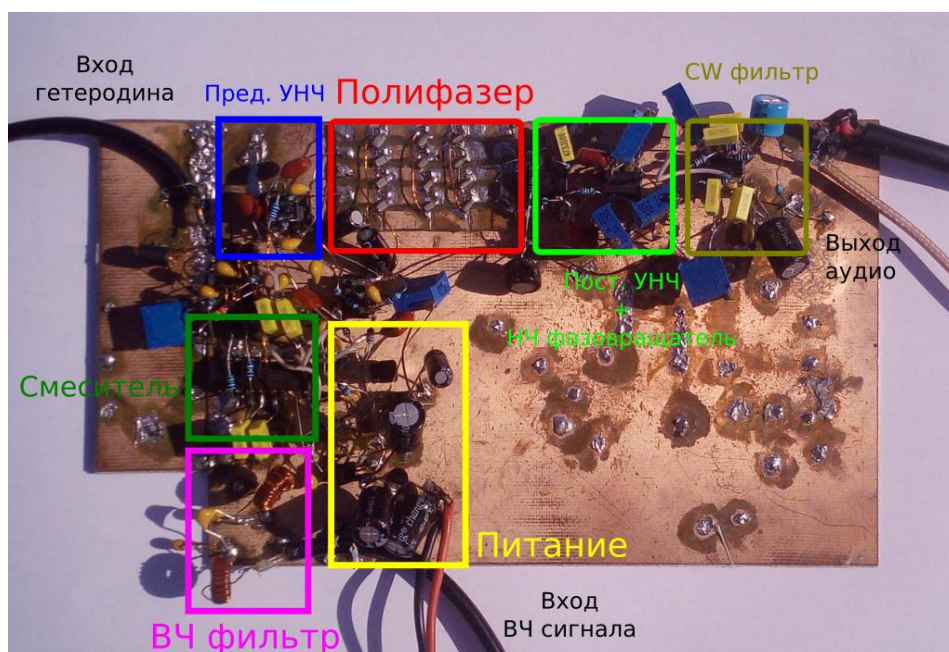 Вход
гетеродина
Пред. УНЧ
Полифазер
CW фильтр
Выход
аудио
Пост. УНЧ
+
НЧ фазовращатель
Смеситель
Питание
ВЧ фильтр
Вход
ВЧ сигнала